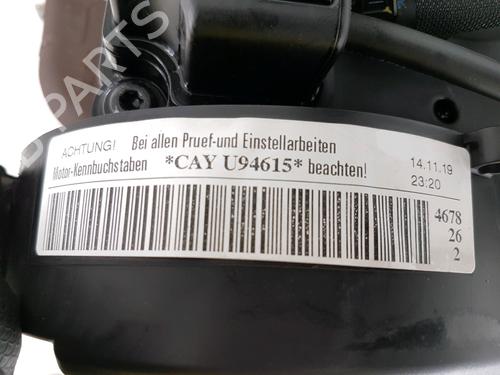 ACHTUNG! Bei allen Pruef-und Einstellarbeiten
Motor-Kennbuchstaben *CAY U94615* beachten!
14.11.19
23:20
4678
26
2